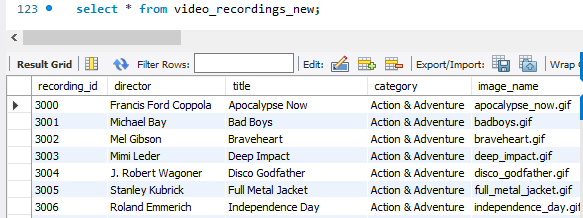 123 select * from video_recordings_new;
Result Grid Filter Rows: Edit: Export/Import: Wrap C
recording_id director title category image_name
3000 Francis Ford Coppola Apocalypse Now Action & Adventure apocalypse_now.gif
3001 Michael Bay Bad Boys Action & Adventure badboys.gif
3002 Mel Gibson Braveheart Action & Adventure braveheart.gif
3003 Mimi Leder Deep Impact Action & Adventure deep_impact.gif
3004 J. Robert Wagoner Disco Godfather Action & Adventure disco_godfather.gif
3005 Stanley Kubrick Full Metal Jacket Action & Adventure full_metal_jacket.gif
3006 Roland Emmerich Independence Day Action & Adventure independence_day.gif